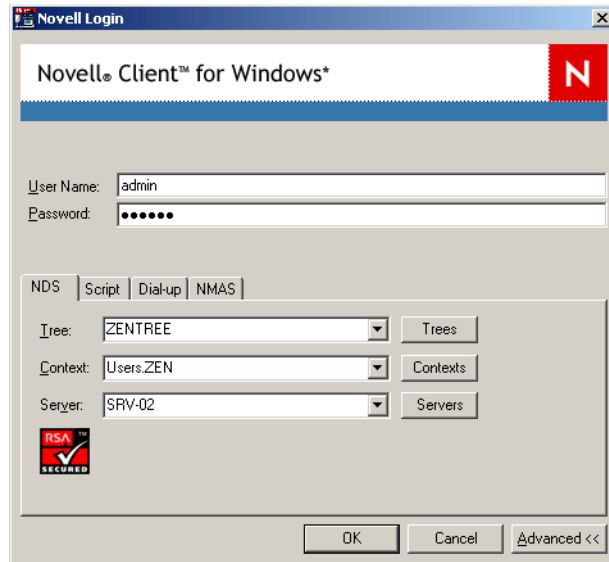 Novell Login
Novell® Client™ for Windows*
N
User Name: admin
Password: ●●●●●●
NDS Script Dial-up NMAS
Tree: ZENTREE Trees
Context: Users.ZEN Contexts
Server: SRV-02 Servers
RSA ™
SECURED
OK Cancel Advanced <<